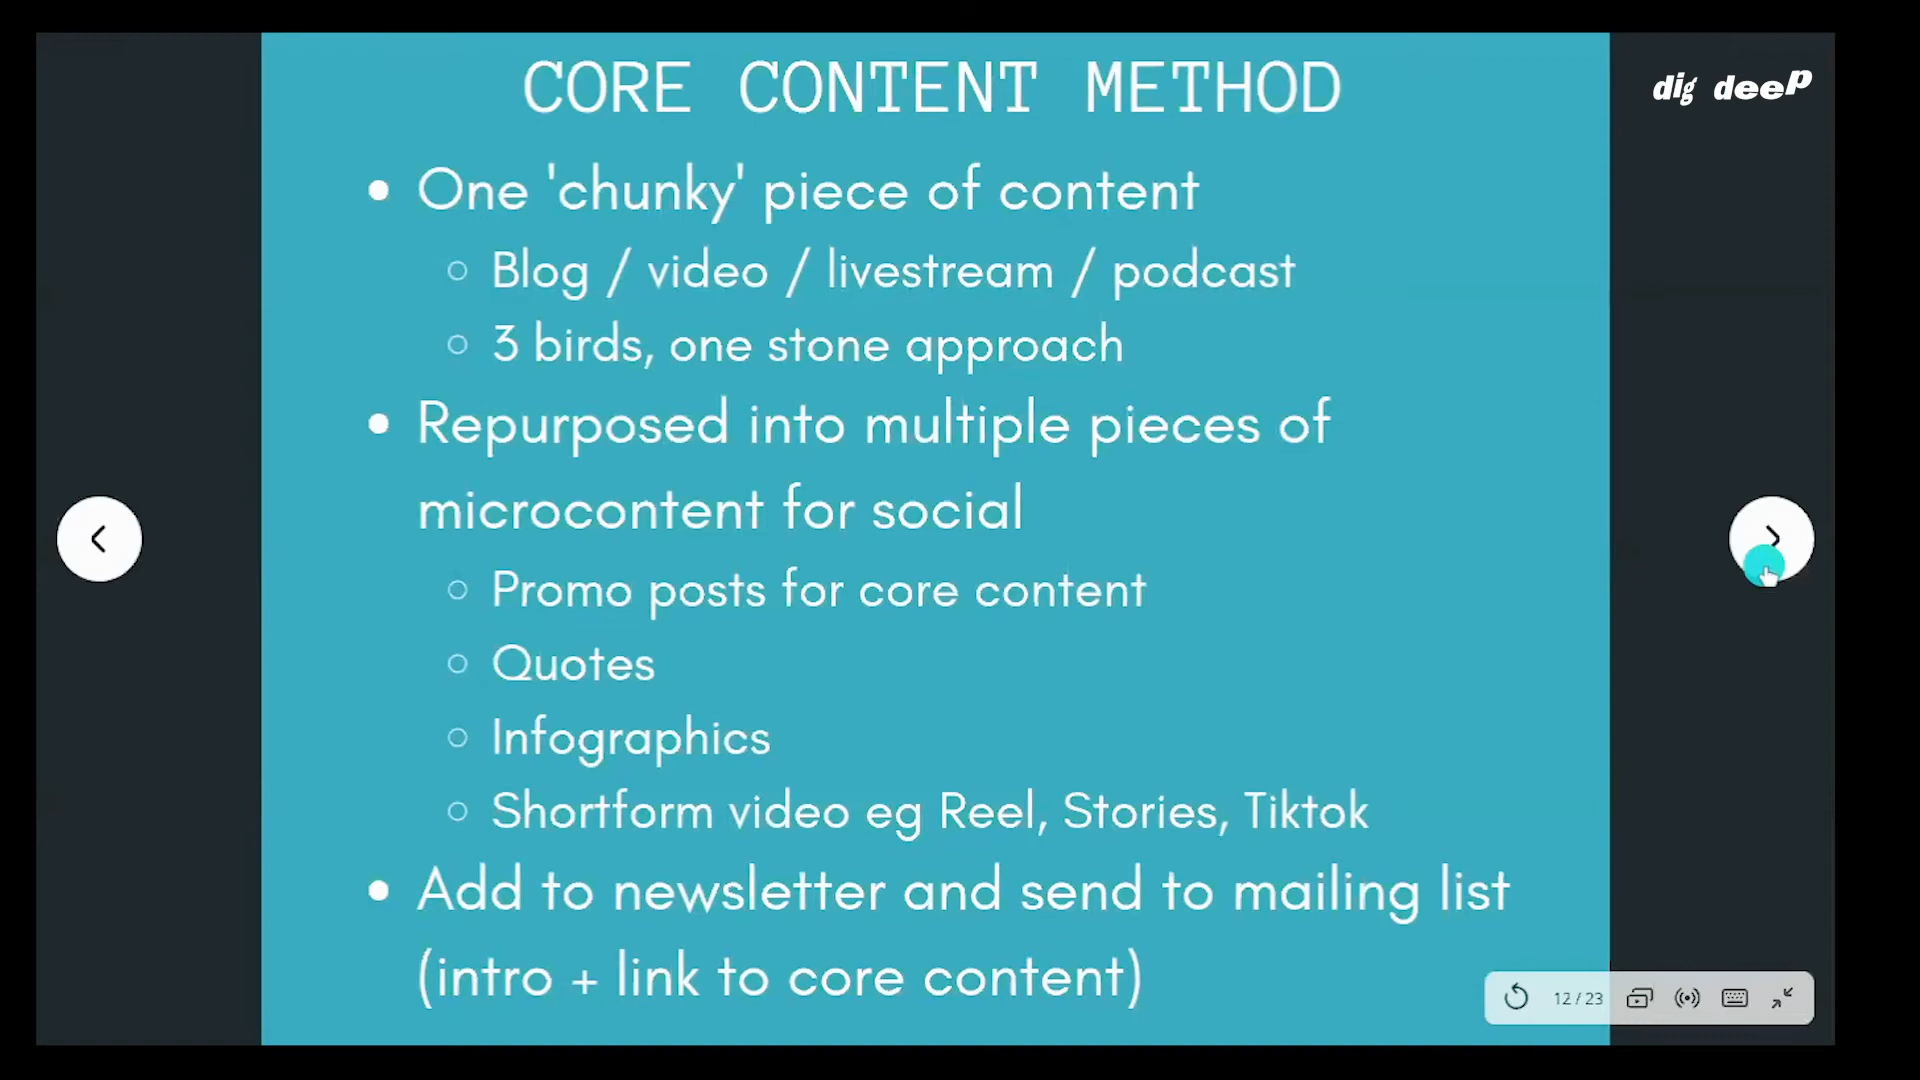 CORE CONTENT METHOD
dig deep
• One 'chunky' piece of content
○ Blog / video / livestream / podcast
○ 3 birds, one stone approach
• Repurposed into multiple pieces of
microcontent for social
○ Promo posts for core content
○ Quotes
○ Infographics
○ Shortform video eg Reel, Stories, Tiktok
• Add to newsletter and send to mailing list
(intro + link to core content)
12 / 23